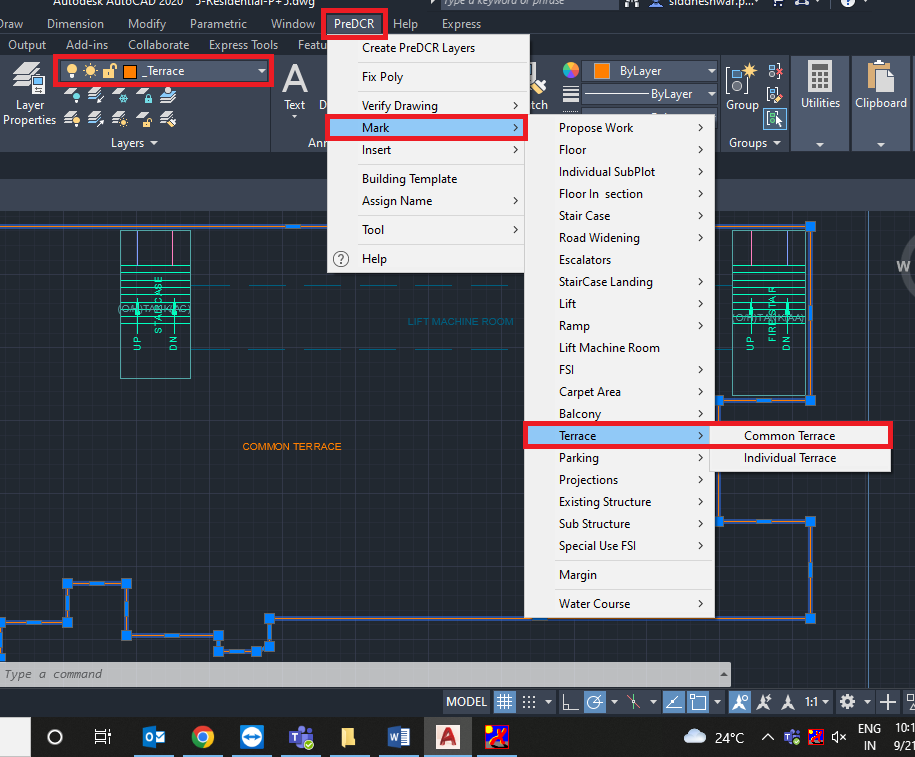 Autodesk AutoCAD 2020 5-Residential-P+5.dwg
Type a keyword or phrase
siddheshwar.p...
Draw Dimension Modify Parametric Window PreDCR Help Express
Output Add-ins Collaborate Express Tools Featu
_Terrace
Layer
Properties
Layers
Text
ByLayer
ByLayer
Group
Groups
Utilities
Clipboard
Create PreDCR Layers
Fix Poly
Verify Drawing
Mark
Insert
Building Template
Assign Name
Tool
Help
Propose Work
Floor
Individual SubPlot
Floor In section
Stair Case
Road Widening
Escalators
StairCase Landing
Lift
Ramp
Lift Machine Room
FSI
Carpet Area
Balcony
Terrace
Parking
Projections
Existing Structure
Sub Structure
Special Use FSI
Margin
Water Course
Common Terrace
Individual Terrace
STAIRCASE
UP
DN
LIFT MACHINE ROOM
FIRE STAIR
UP
DN
W
COMMON TERRACE
Type a command
MODEL
1:1
24°C
ENG
IN
10:1
9/21